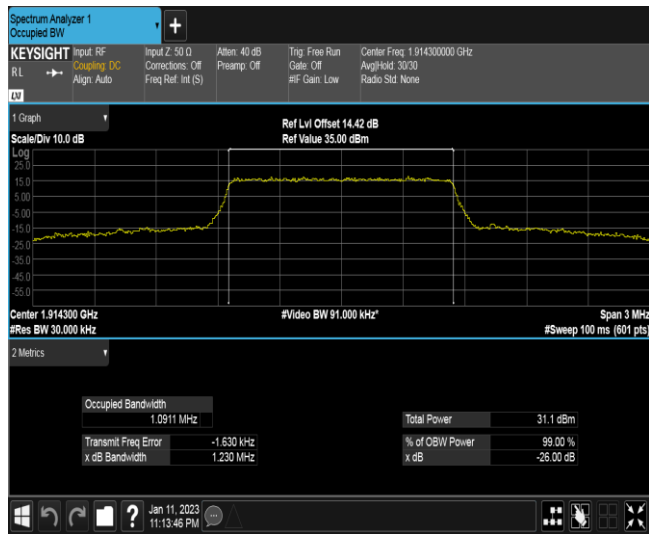 Spectrum Analyzer 1
Occupied BW
+
KEYSIGHT Input: RF Input Z: 50 Ω Atten: 40 dB Trig: Free Run Center Freq: 1.914300000 GHz
RL Coupling: DC Corrections: Off Preamp: Off Gate: Off Avg|Hold: 30/30
Align: Auto Freq Ref: Int (S) #IF Gain: Low Radio Std: None
LXI
1 Graph
Ref Lvl Offset 14.42 dB
Scale/Div 10.0 dB Ref Value 35.00 dBm
Log
25.0
15.0
5.00
-5.00
-15.0
-25.0
-35.0
-45.0
-55.0
Center 1.914300 GHz #Video BW 91.000 kHz* Span 3 MHz
#Res BW 30.000 kHz #Sweep 100 ms (601 pts)
2 Metrics
Occupied Bandwidth
1.0911 MHz Total Power 31.1 dBm
Transmit Freq Error -1.630 kHz % of OBW Power 99.00 %
x dB Bandwidth 1.230 MHz x dB -26.00 dB
? Jan 11, 2023
11:13:46 PM